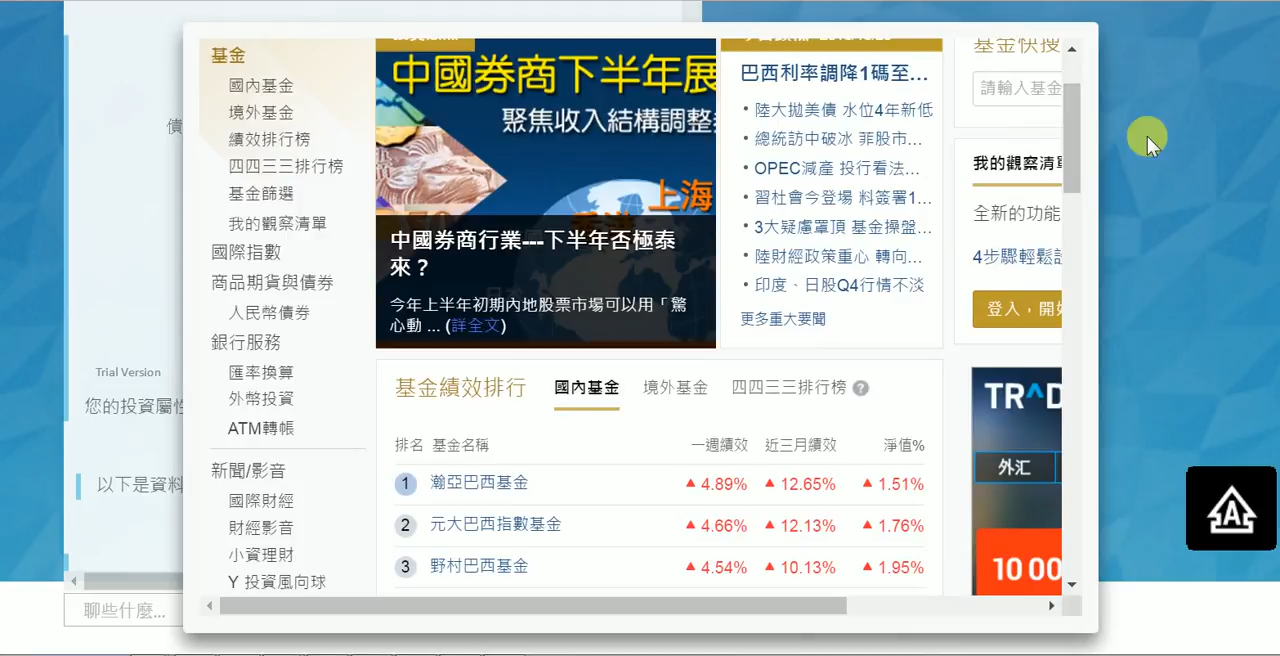 基金
國內基金
境外基金
績效排行榜
四四三三排行榜
基金篩選
我的觀察清單
國際指數
商品期貨與債券
人民幣債券
銀行服務
匯率換算
外幣投資
ATM轉帳
新聞/影音
國際財經
財經影音
小資理財
Y 投資風向球
中國券商下半年展
聚焦收入結構調整
上海
中國券商行業---下半年否極泰
來？
今年上半年初期內地股票市場可以用「驚
心動 ... (詳全文)
巴西利率調降1碼至...
• 陸大拋美債 水位4年新低
• 總統訪中破冰 菲股市...
• OPEC減產 投行看法...
• 習杜會今登場 料簽署1...
• 3大疑慮罩頂 基金操盤...
• 陸財經政策重心 轉向...
• 印度、日股Q4行情不淡
更多重大要聞
基金快搜
請輸入基金
我的觀察清單
全新的功能
4步驟輕鬆
登入，開始
基金績效排行 國內基金 境外基金 四四三三排行榜 ?
排名 基金名稱 一週績效 近三月績效 淨值%
1 瀚亞巴西基金 ▲ 4.89% ▲ 12.65% ▲ 1.51%
2 元大巴西指數基金 ▲ 4.66% ▲ 12.13% ▲ 1.76%
3 野村巴西基金 ▲ 4.54% ▲ 10.13% ▲ 1.95%
外汇
10 00
債
Trial Version
您的投資屬性
以下是資料
聊些什麼...
A